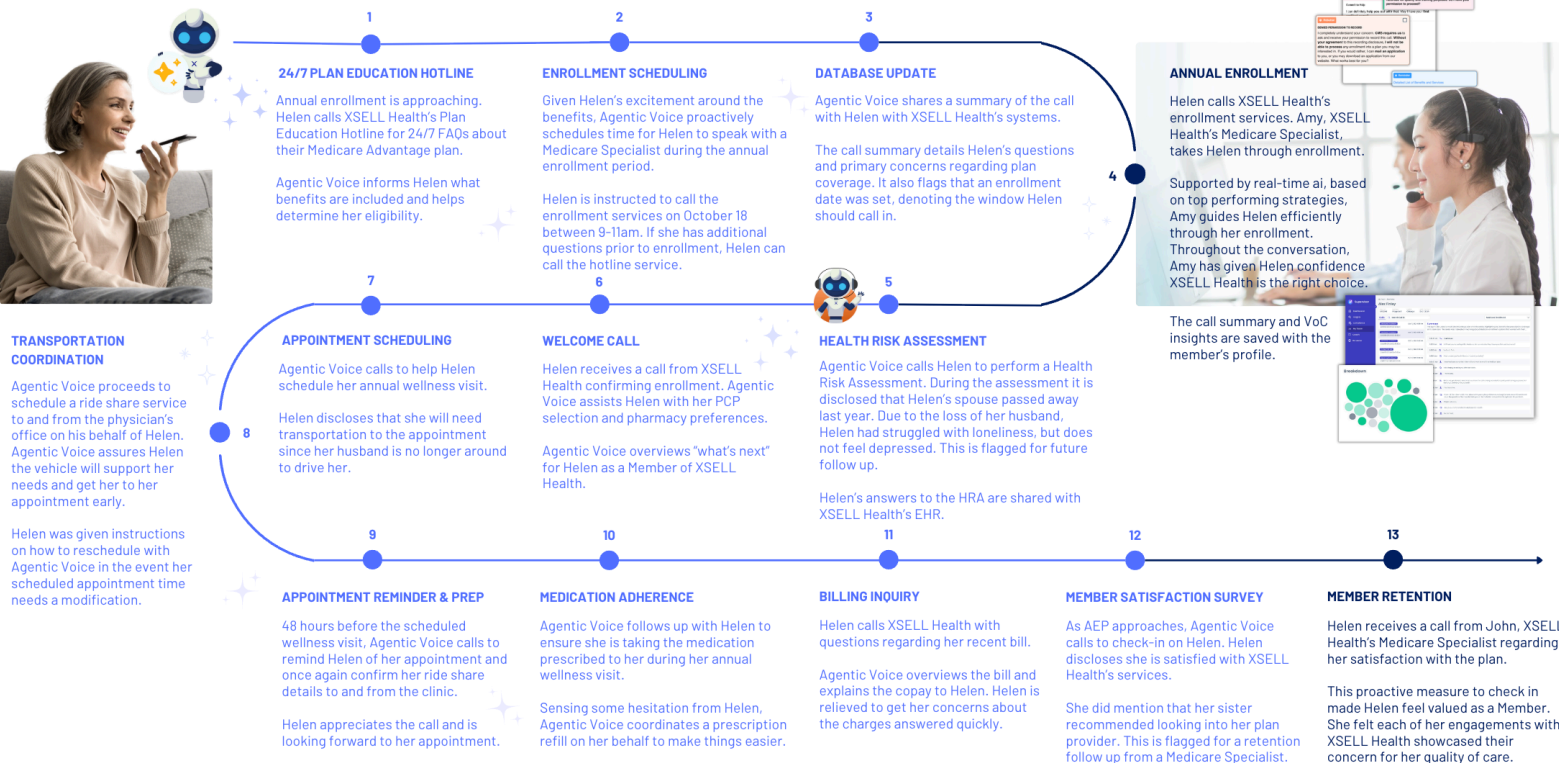 1
24/7 PLAN EDUCATION HOTLINE
Annual enrollment is approaching.
Helen calls XSELL Health's Plan
Education Hotline for 24/7 FAQs about
their Medicare Advantage plan.
Agentic Voice informs Helen what
benefits are included and helps
determine her eligibility.
2
ENROLLMENT SCHEDULING
Given Helen's excitement around the
benefits, Agentic Voice proactively
schedules time for Helen to speak with a
Medicare Specialist during the annual
enrollment period.
Helen is instructed to call the
enrollment services on October 18
between 9-11am. If she has additional
questions prior to enrollment, Helen can
call the hotline service.
3
DATABASE UPDATE
Agentic Voice shares a summary of the call
with Helen with XSELL Health's systems.
The call summary details Helen's questions
and primary concerns regarding plan
coverage. It also flags that an enrollment
date was set, denoting the window Helen
should call in.
4
ANNUAL ENROLLMENT
Helen calls XSELL Health's
enrollment services. Amy, XSELL
Health's Medicare Specialist,
takes Helen through enrollment.
Supported by real-time ai, based
on top performing strategies,
Amy guides Helen efficiently
through her enrollment.
Throughout the conversation,
Amy has given Helen confidence
XSELL Health is the right choice.
The call summary and VoC
insights are saved with the
member's profile.
5
HEALTH RISK ASSESSMENT
Agentic Voice calls Helen to perform a Health
Risk Assessment. During the assessment it is
disclosed that Helen's spouse passed away
last year. Due to the loss of her husband,
Helen had struggled with loneliness, but does
not feel depressed. This is flagged for future
follow up.
Helen's answers to the HRA are shared with
XSELL Health's EHR.
6
WELCOME CALL
Helen receives a call from XSELL
Health confirming enrollment. Agentic
Voice assists Helen with her PCP
selection and pharmacy preferences.
Agentic Voice overviews "what's next"
for Helen as a Member of XSELL
Health.
7
APPOINTMENT SCHEDULING
Agentic Voice calls to help Helen
schedule her annual wellness visit.
Helen discloses that she will need
transportation to the appointment
since her husband is no longer around
to drive her.
8
TRANSPORTATION
COORDINATION
Agentic Voice proceeds to
schedule a ride share service
to and from the physician's
office on his behalf of Helen.
Agentic Voice assures Helen
the vehicle will support her
needs and get her to her
appointment early.
Helen was given instructions
on how to reschedule with
Agentic Voice in the event her
scheduled appointment time
needs a modification.
9
APPOINTMENT REMINDER & PREP
48 hours before the scheduled
wellness visit, Agentic Voice calls to
remind Helen of her appointment and
once again confirm her ride share
details to and from the clinic.
Helen appreciates the call and is
looking forward to her appointment.
10
MEDICATION ADHERENCE
Agentic Voice follows up with Helen to
ensure she is taking the medication
prescribed to her during her annual
wellness visit.
Sensing some hesitation from Helen,
Agentic Voice coordinates a prescription
refill on her behalf to make things easier.
11
BILLING INQUIRY
Helen calls XSELL Health with
questions regarding her recent bill.
Agentic Voice overviews the bill and
explains the copay to Helen. Helen is
relieved to get her concerns about
the charges answered quickly.
12
MEMBER SATISFACTION SURVEY
As AEP approaches, Agentic Voice
calls to check-in on Helen. Helen
discloses she is satisfied with XSELL
Health's services.
She did mention that her sister
recommended looking into her plan
provider. This is flagged for a retention
follow up from a Medicare Specialist.
13
MEMBER RETENTION
Helen receives a call from John, XSELL
Health's Medicare Specialist regarding
her satisfaction with the plan.
This proactive measure to check in
made Helen feel valued as a Member.
She felt each of her engagements with
XSELL Health showcased their
concern for her quality of care.